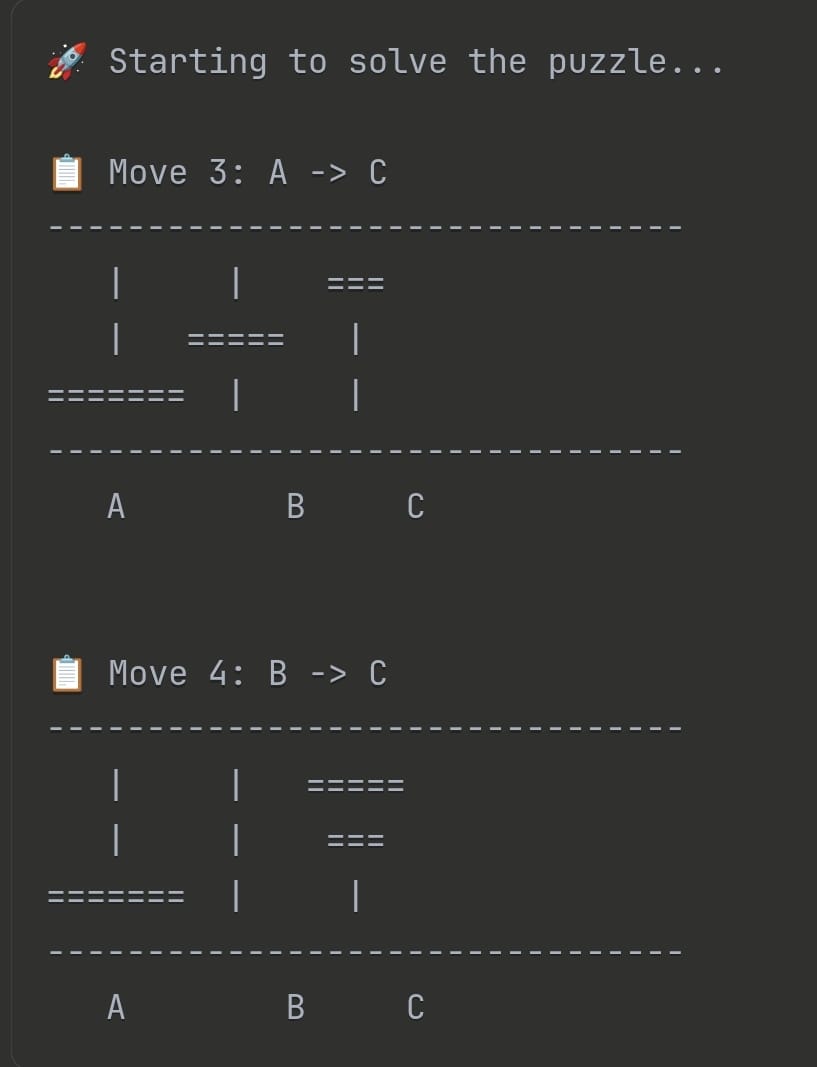 🚀 Starting to solve the puzzle...
📋 Move 3: A -> C
--------------------------------
   |     |    ===
   |   =====   |
=======  |     |
--------------------------------
   A        B     C
📋 Move 4: B -> C
--------------------------------
   |     |   =====
   |     |    ===
=======  |     |
--------------------------------
   A        B     C